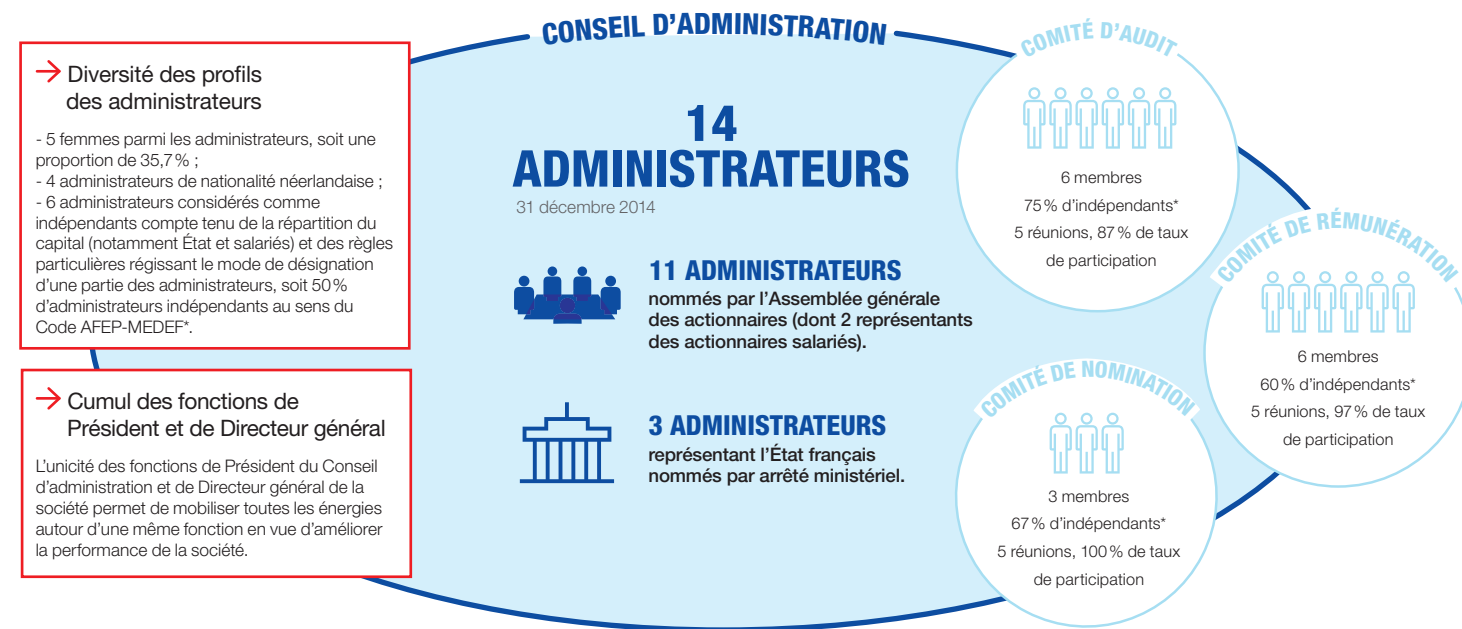 CONSEIL D'ADMINISTRATION
→ Diversité des profils
des administrateurs
- 5 femmes parmi les administrateurs, soit une
proportion de 35,7 % ;
- 4 administrateurs de nationalité néerlandaise ;
- 6 administrateurs considérés comme
indépendants compte tenu de la répartition du
capital (notamment État et salariés) et des règles
particulières régissant le mode de désignation
d'une partie des administrateurs, soit 50 %
d'administrateurs indépendants au sens du
Code AFEP-MEDEF*.
→ Cumul des fonctions de
Président et de Directeur général
L'unicité des fonctions de Président du Conseil
d'administration et de Directeur général de la
société permet de mobiliser toutes les énergies
autour d'une même fonction en vue d'améliorer
la performance de la société.
14
ADMINISTRATEURS
31 décembre 2014
11 ADMINISTRATEURS
nommés par l'Assemblée générale
des actionnaires (dont 2 représentants
des actionnaires salariés).
3 ADMINISTRATEURS
représentant l'État français
nommés par arrêté ministériel.
COMITÉ D'AUDIT
6 membres
75 % d'indépendants*
5 réunions, 87 % de taux
de participation
COMITÉ DE RÉMUNÉRATION
6 membres
60 % d'indépendants*
5 réunions, 97 % de taux
de participation
COMITÉ DE NOMINATION
3 membres
67 % d'indépendants*
5 réunions, 100 % de taux
de participation